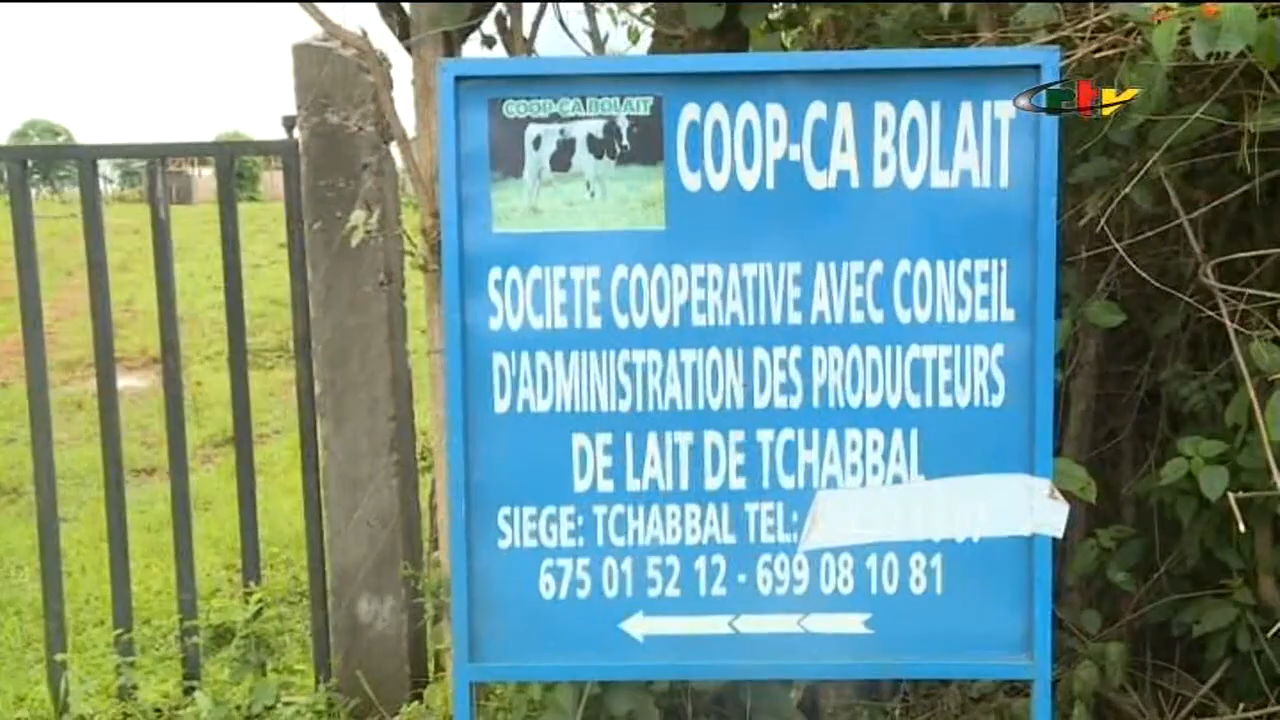 COOP-CA BOLAIT
COOP-CA BOLAIT
crtv
SOCIETE COOPERATIVE AVEC CONSEIL
D'ADMINISTRATION DES PRODUCTEURS
DE LAIT DE TCHABBAL
SIEGE: TCHABBAL TEL:
675 01 52 12 - 699 08 10 81